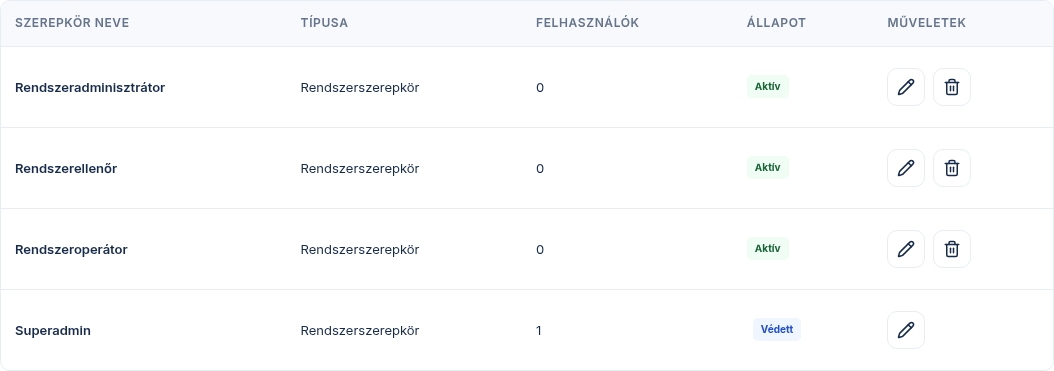 SZEREPKÖR NEVE TÍPUSA FELHASZNÁLÓK ÁLLAPOT MŰVELETEK
Rendszeradminisztrátor Rendszerszerepkör 0 Aktív
Rendszerellenőr Rendszerszerepkör 0 Aktív
Rendszeroperátor Rendszerszerepkör 0 Aktív
Superadmin Rendszerszerepkör 1 Védett